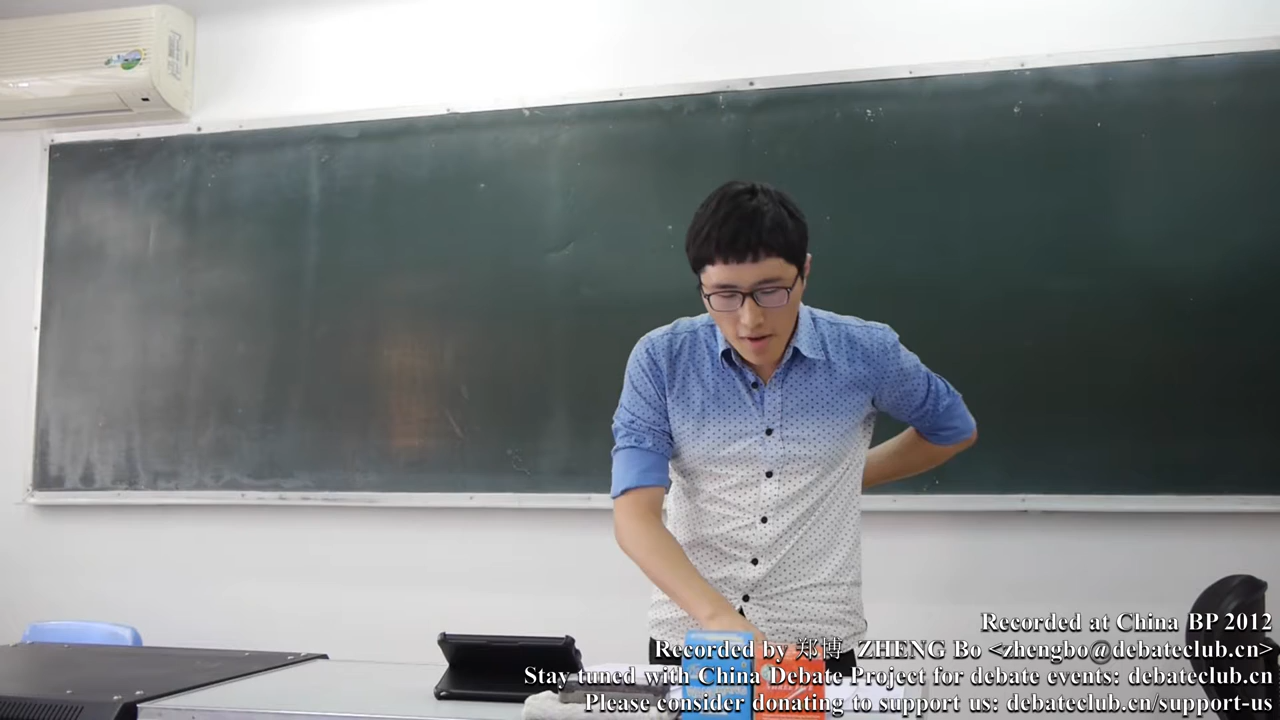 Recorded at China BP 2012
Recorded by 郑博 ZHENG Bo <zhengbo@debateclub.cn>
Stay tuned with China Debate Project for debate events: debateclub.cn
Please consider donating to support us: debateclub.cn/support-us